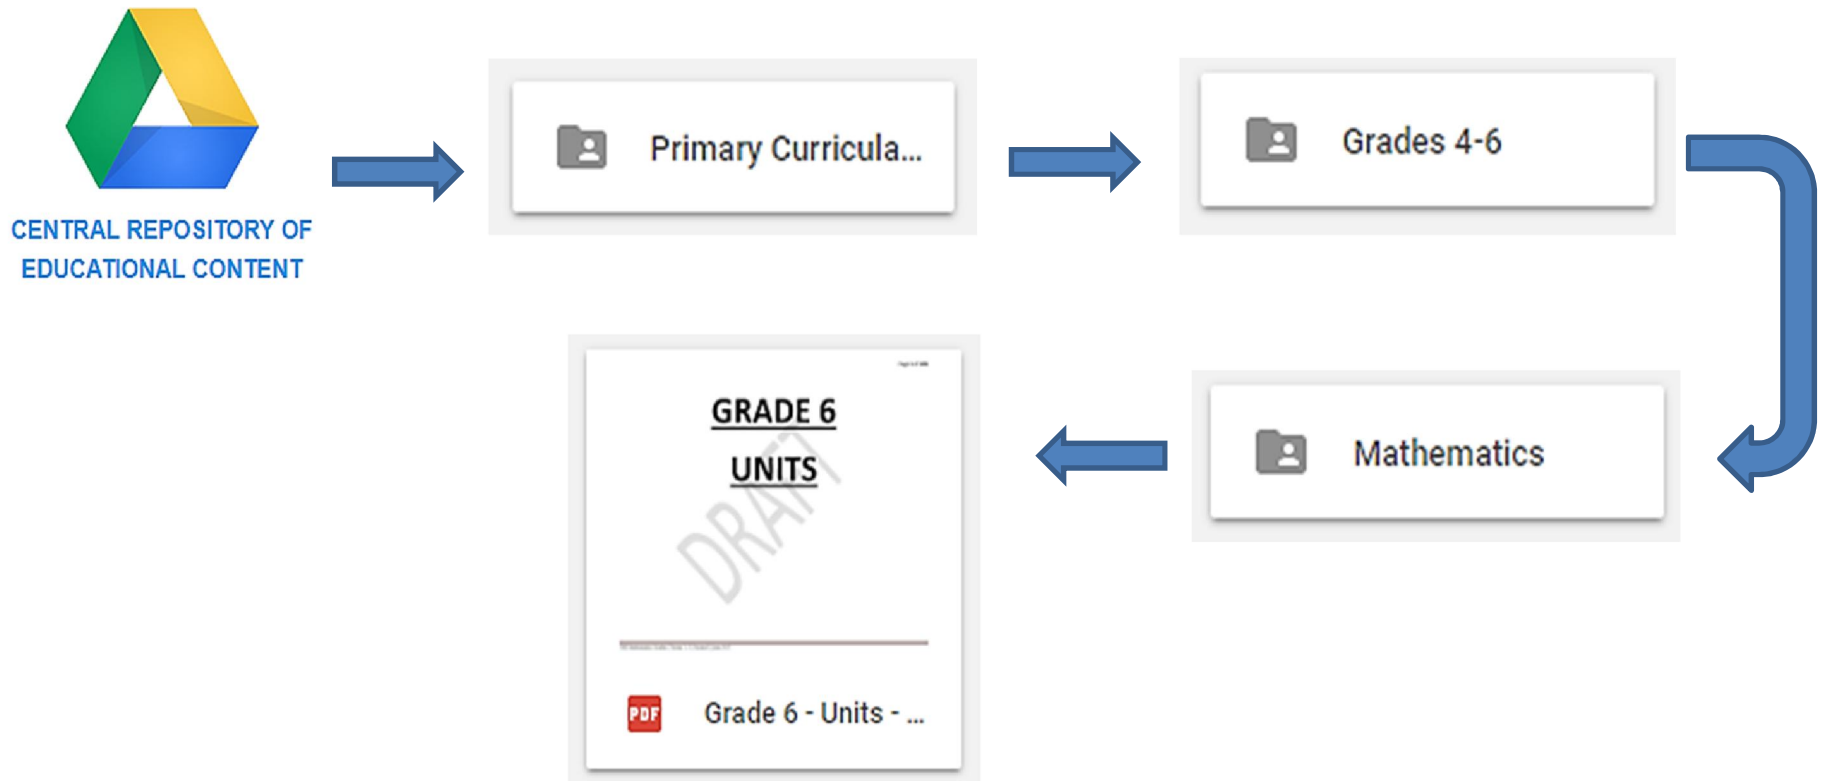 CENTRAL REPOSITORY OF
EDUCATIONAL CONTENT
Primary Curricula...
Grades 4-6
Mathematics
GRADE 6
UNITS
DRAFT
PDF
Grade 6 - Units - ...